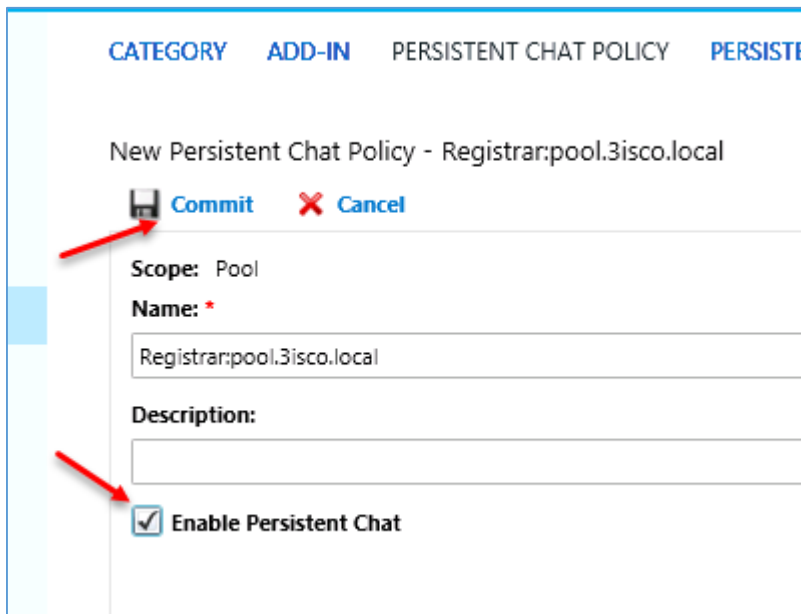 CATEGORY ADD-IN PERSISTENT CHAT POLICY
New Persistent Chat Policy - Registrar:pool.3isco.local
Commit Cancel
Scope: Pool
Name: *
Registrar:pool.3isco.local
Description:
Enable Persistent Chat